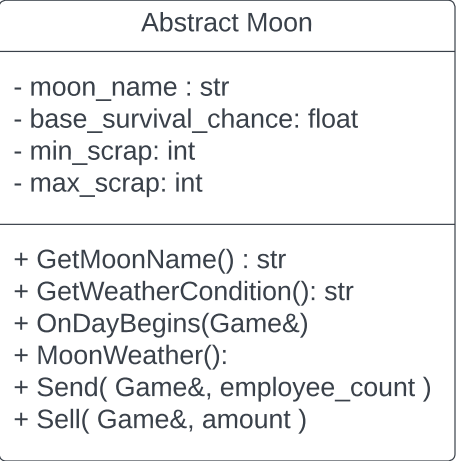 Abstract Moon
- moon_name : str
- base_survival_chance: float
- min_scrap: int
- max_scrap: int
+ GetMoonName() : str
+ GetWeatherCondition(): str
+ OnDayBegins(Game&)
+ MoonWeather():
+ Send( Game&, employee_count )
+ Sell( Game&, amount )